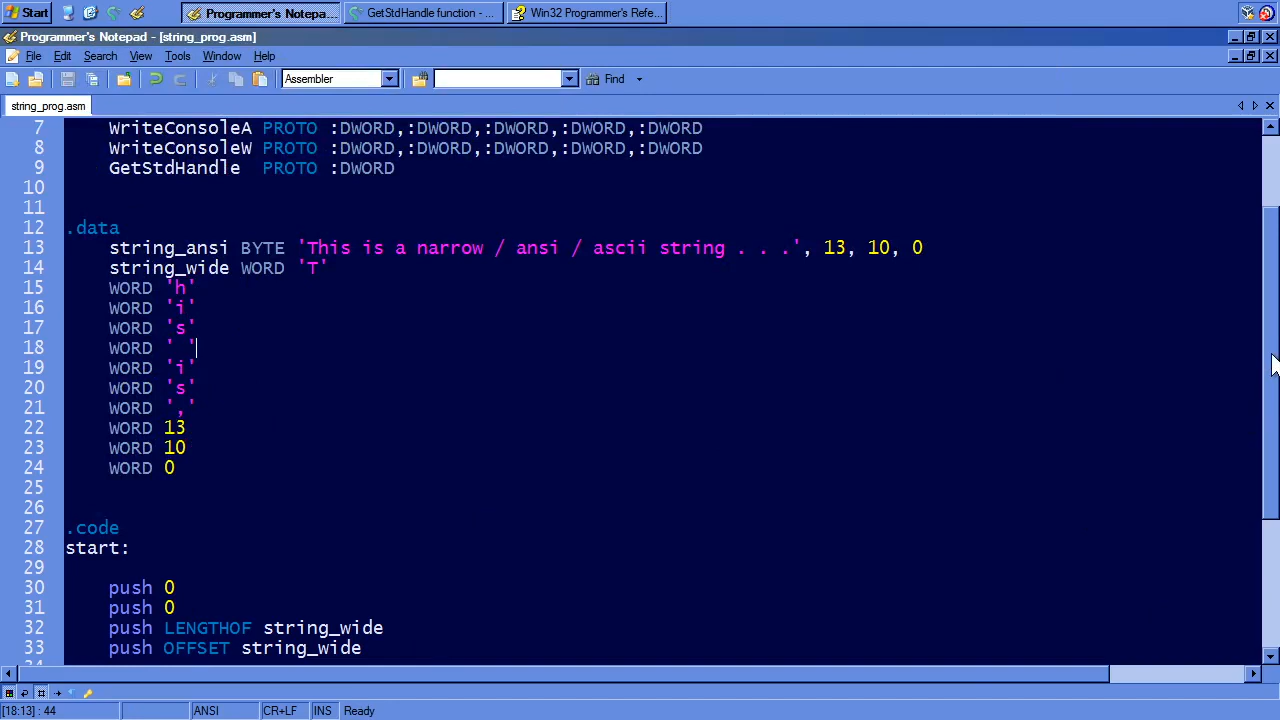 Start
Programmer's Notepa...
GetStdHandle function - ...
Win32 Programmer's Refe...
Programmer's Notepad - [string_prog.asm]
File Edit Search View Tools Window Help
Assembler
Find
string_prog.asm
7 WriteConsoleA PROTO :DWORD,:DWORD,:DWORD,:DWORD,:DWORD
8 WriteConsoleW PROTO :DWORD,:DWORD,:DWORD,:DWORD,:DWORD
9 GetStdHandle  PROTO :DWORD
10
11
12 .data
13 string_ansi BYTE 'This is a narrow / ansi / ascii string . . .', 13, 10, 0
14 string_wide WORD 'T'
15 WORD 'h'
16 WORD 'i'
17 WORD 's'
18 WORD ' '
19 WORD 'i'
20 WORD 's'
21 WORD ','
22 WORD 13
23 WORD 10
24 WORD 0
25
26
27 .code
28 start:
29
30 push 0
31 push 0
32 push LENGTHOF string_wide
33 push OFFSET string_wide
[18:13] : 44 ANSI CR+LF INS Ready